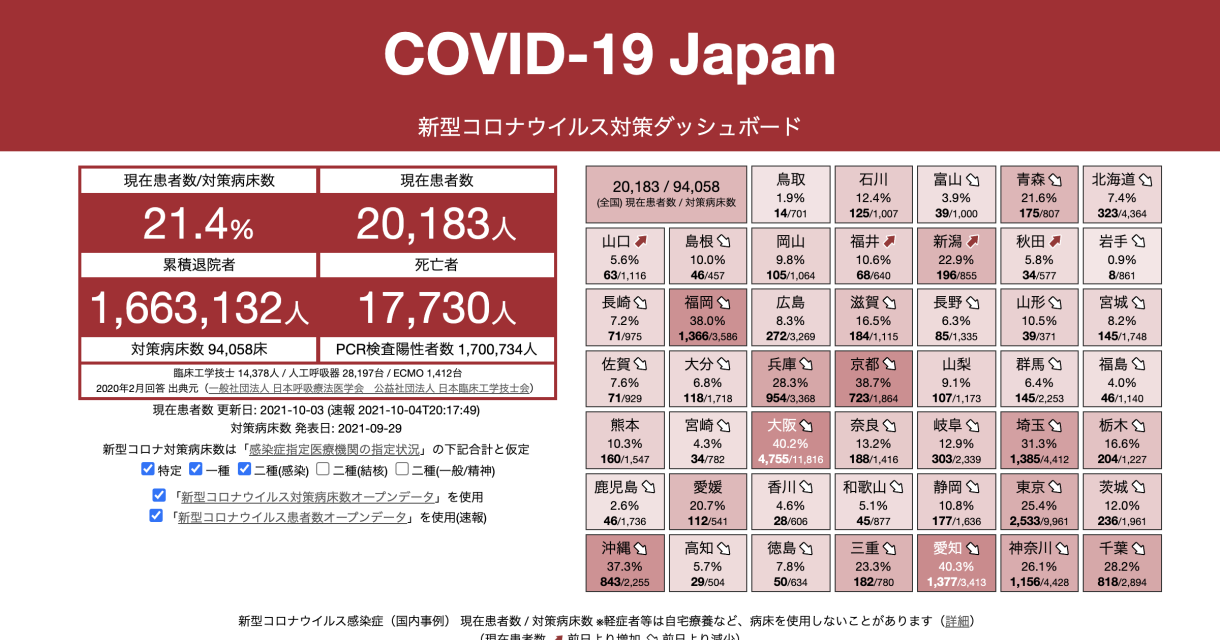 COVID-19 Japan
新型コロナウイルス対策ダッシュボード
現在患者数/対策病床数
現在患者数
21.4%
20,183人
累積退院者
死亡者
1,663,132人
17,730人
対策病床数 94,058床
PCR検査陽性者数 1,700,734人
臨床工学技士 14,378人 / 人工呼吸器 28,197台 / ECMO 1,412台
2020年2月回答 出典元（一般社団法人 日本呼吸療法医学会　公益社団法人 日本臨床工学技士会）
現在患者数 更新日: 2021-10-03 (速報 2021-10-04T20:17:49)
対策病床数 発表日: 2021-09-29
新型コロナ対策病床数は「感染症指定医療機関の指定状況」の下記合計と仮定
特定 一種 二種(感染) 二種(結核) 二種(一般/精神)
「新型コロナウイルス対策病床数オープンデータ」を使用
「新型コロナウイルス患者数オープンデータ」を使用(速報)
20,183 / 94,058
(全国) 現在患者数 / 対策病床数
鳥取
1.9%
14/701
石川
12.4%
125/1,007
富山
3.9%
39/1,000
青森
21.6%
175/807
北海道
7.4%
323/4,364
山口
5.6%
63/1,116
島根
10.0%
46/457
岡山
9.8%
105/1,064
福井
10.6%
68/640
新潟
22.9%
196/855
秋田
5.8%
34/577
岩手
0.9%
8/861
長崎
7.2%
71/975
福岡
38.0%
1,366/3,586
広島
8.3%
272/3,269
滋賀
16.5%
184/1,115
長野
6.3%
85/1,335
山形
10.5%
39/371
宮城
8.2%
145/1,748
佐賀
7.6%
71/929
大分
6.8%
118/1,718
兵庫
28.3%
954/3,368
京都
38.7%
723/1,864
山梨
9.1%
107/1,173
群馬
6.4%
145/2,253
福島
4.0%
46/1,140
熊本
10.3%
160/1,547
宮崎
4.3%
34/782
大阪
40.2%
4,755/11,816
奈良
13.2%
188/1,416
岐阜
12.9%
303/2,339
埼玉
31.3%
1,385/4,412
栃木
16.6%
204/1,227
鹿児島
2.6%
46/1,736
愛媛
20.7%
112/541
香川
4.6%
28/606
和歌山
5.1%
45/877
静岡
10.8%
177/1,636
東京
25.4%
2,533/9,961
茨城
12.0%
236/1,961
沖縄
37.3%
843/2,255
高知
5.7%
29/504
徳島
7.8%
50/634
三重
23.3%
182/780
愛知
40.3%
1,377/3,413
神奈川
26.1%
1,156/4,428
千葉
28.2%
818/2,894
新型コロナウイルス感染症（国内事例） 現在患者数 / 対策病床数 ※軽症者等は自宅療養など、病床を使用しないことがあります（詳細）
（現在患者数 前日より増加 前日より減少）